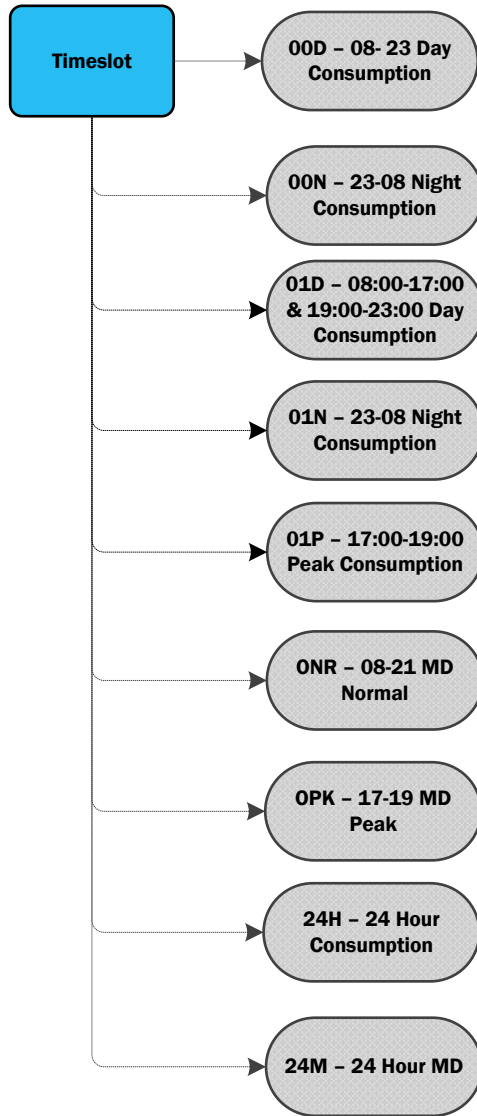 Timeslot
00D – 08- 23 Day
Consumption
00N – 23-08 Night
Consumption
01D – 08:00-17:00
& 19:00-23:00 Day
Consumption
01N – 23-08 Night
Consumption
01P – 17:00-19:00
Peak Consumption
0NR – 08-21 MD
Normal
0PK – 17-19 MD
Peak
24H – 24 Hour
Consumption
24M – 24 Hour MD